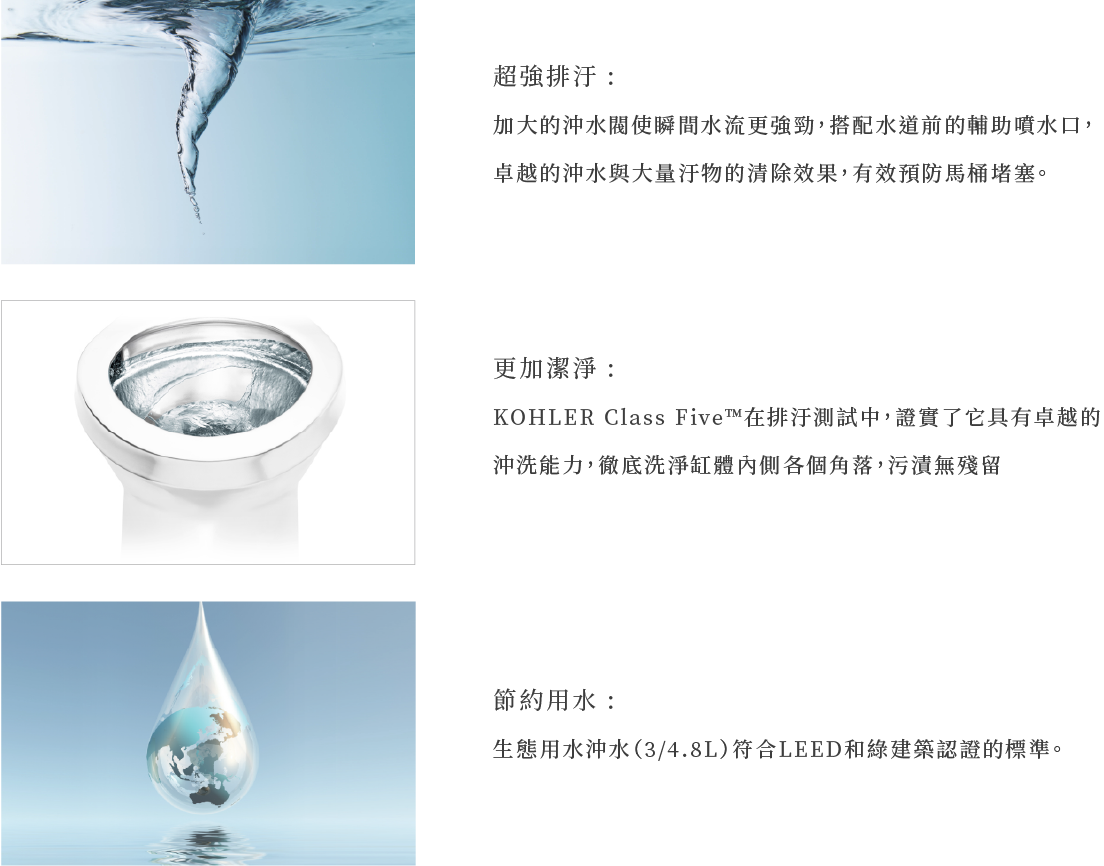 超強排汙：
加大的沖水閥使瞬間水流更強勁，搭配水道前的輔助噴水口，
卓越的沖水與大量汙物的清除效果，有效預防馬桶堵塞。
更加潔淨：
KOHLER Class Five™在排汙測試中，證實了它具有卓越的
沖洗能力，徹底洗淨缸體內側各個角落，污漬無殘留
節約用水：
生態用水沖水（3/4.8L）符合LEED和綠建築認證的標準。